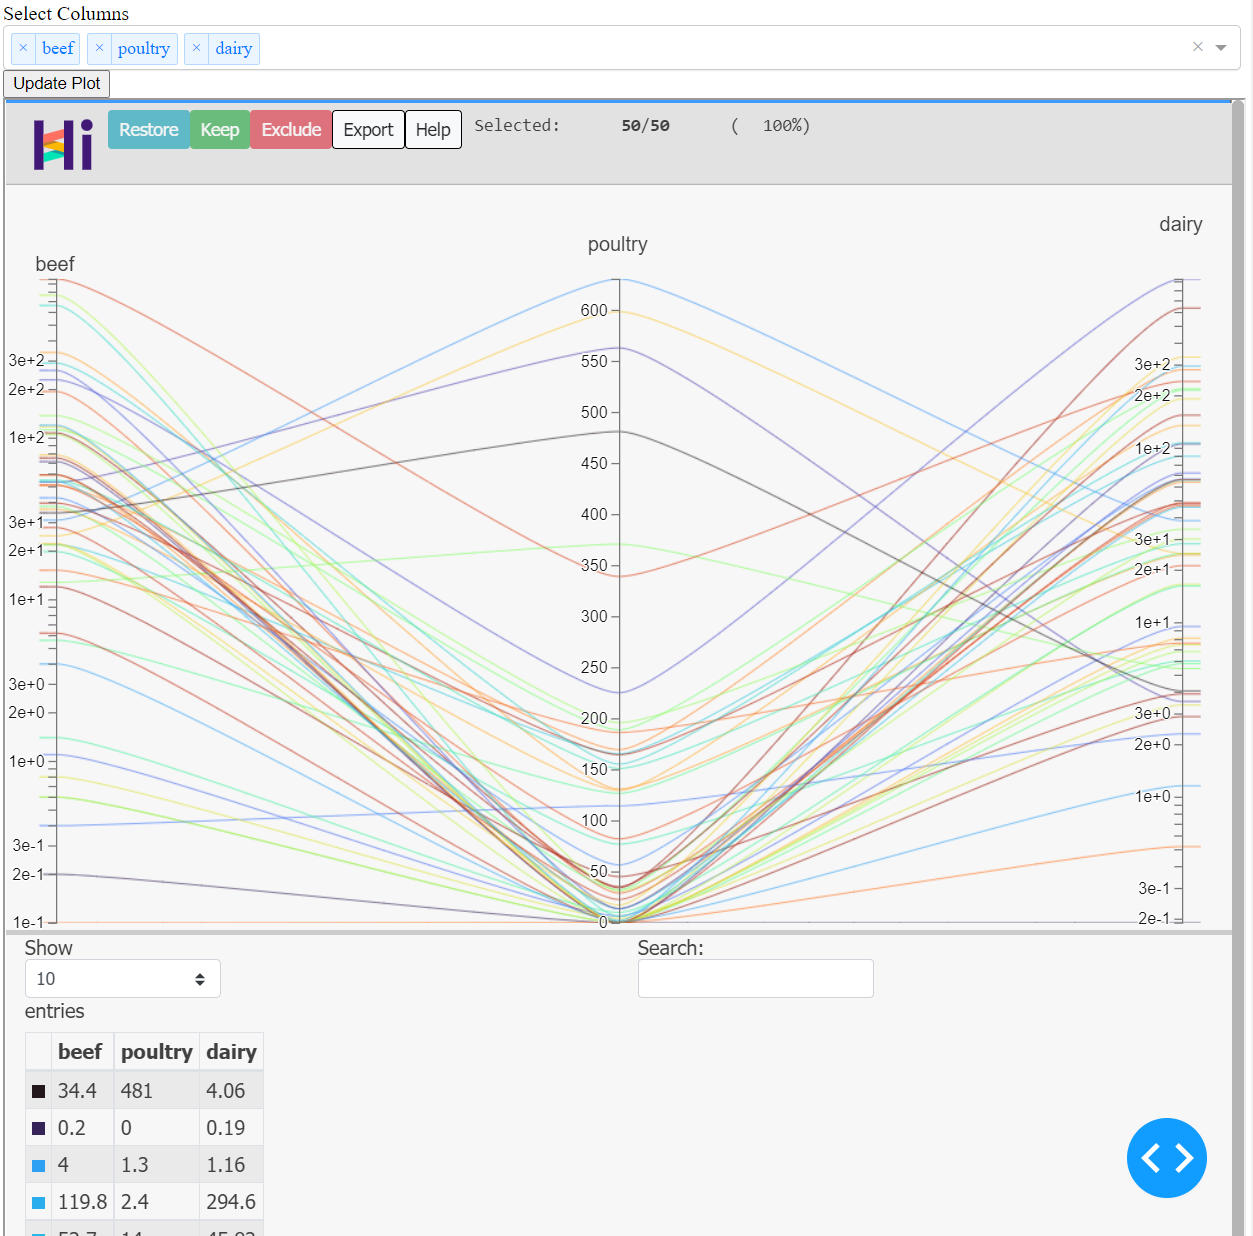 Select Columns
× beef × poultry × dairy ×
Update Plot
Hi Restore Keep Exclude Export Help Selected: 50/50 ( 100%)
dairy
poultry
beef
600
3e+2 550 3e+2
2e+2 500 2e+2
1e+2 450 1e+2
400
3e+1 350 3e+1
2e+1 300 2e+1
1e+1 250 1e+1
200
3e+0 150 3e+0
2e+0 100 2e+0
1e+0 50 1e+0
3e-1 0 3e-1
2e-1 2e-1
1e-1
Show Search:
10
entries
beef poultry dairy
34.4 481 4.06
0.2 0 0.19
4 1.3 1.16
119.8 2.4 294.6